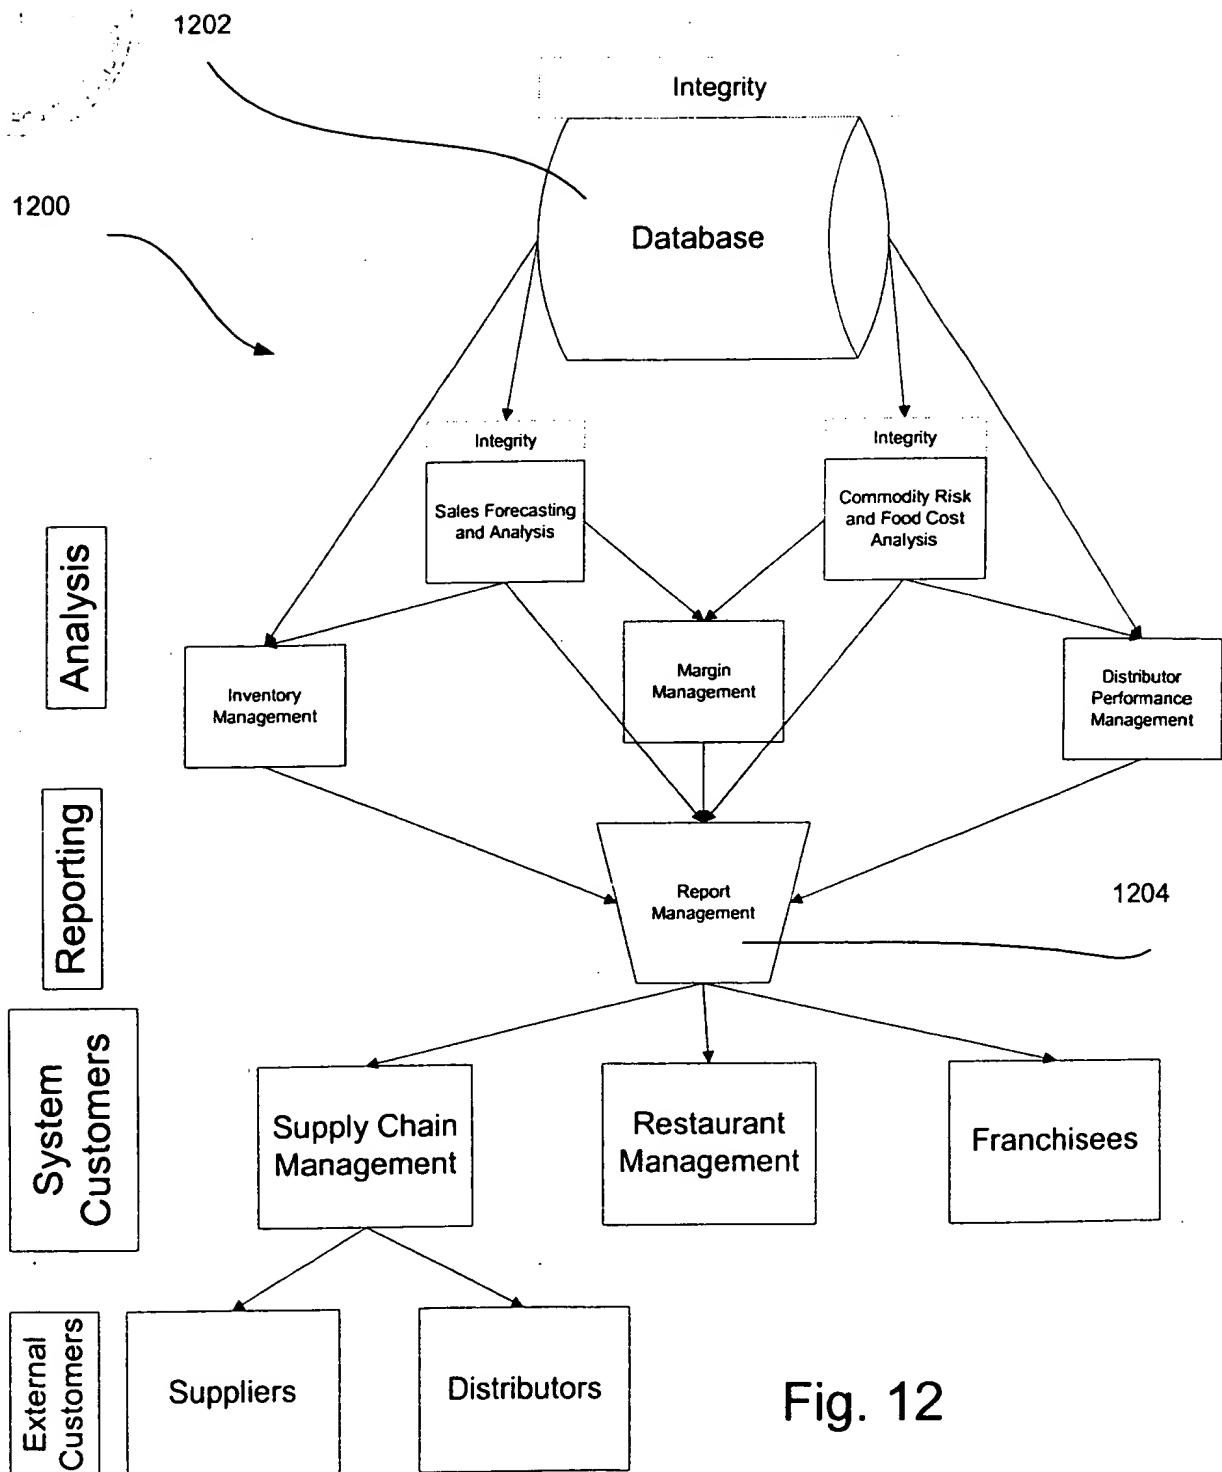 1202
Integrity
1200
Database
Integrity
Integrity
Sales Forecasting
and Analysis
Commodity Risk
and Food Cost
Analysis
Analysis
Inventory
Management
Margin
Management
Distributor
Performance
Management
Reporting
Report
Management
1204
System
Customers
Supply Chain
Management
Restaurant
Management
Franchisees
External
Customers
Suppliers
Distributors
Fig. 12